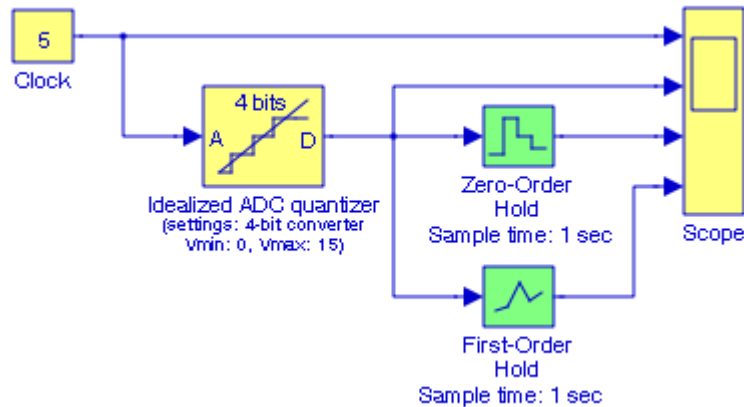 5
Clock
4 bits
A
D
Idealized ADC quantizer
(settings: 4-bit converter
Vmin: 0, Vmax: 15)
Zero-Order
Hold
Sample time: 1 sec
Scope
First-Order
Hold
Sample time: 1 sec